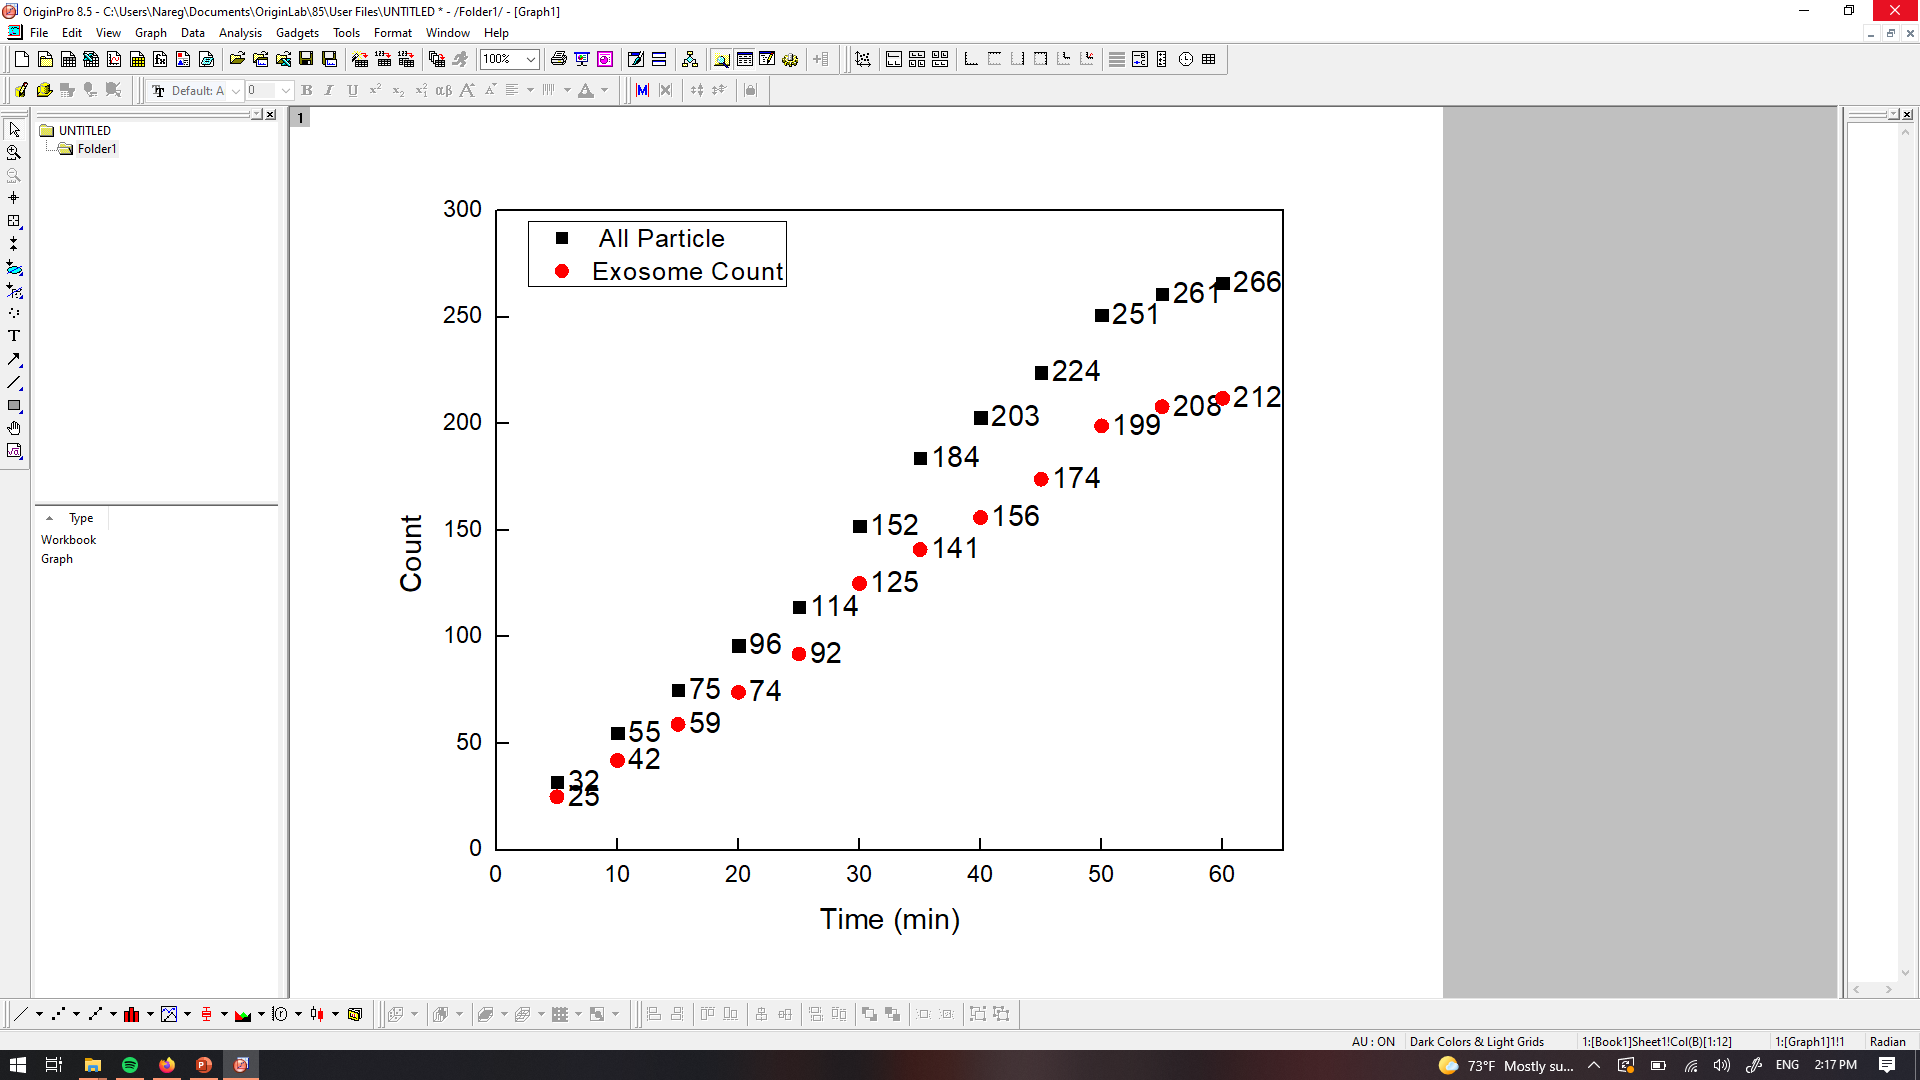 OriginPro 8.5 - C:\Users\Nareg\Documents\OriginLab\85\User Files\UNTITLED * - /Folder1/ - [Graph1]
File Edit View Graph Data Analysis Gadgets Tools Format Window Help
100%
Default: A 0 B I U
UNTITLED
Folder1
Type
Workbook
Graph
1
All Particle
Exosome Count
300
250
200
150
100
50
0
Count
0 10 20 30 40 50 60
Time (min)
32
55
75
96
114
152
184
203
224
251
261
266
25
42
59
74
92
125
141
156
174
199
208
212
AU : ON Dark Colors & Light Grids 1:[Book1]Sheet1!Col(B)[1:12] 1:[Graph1]1!1 Radian
73°F Mostly su... ENG 2:17 PM